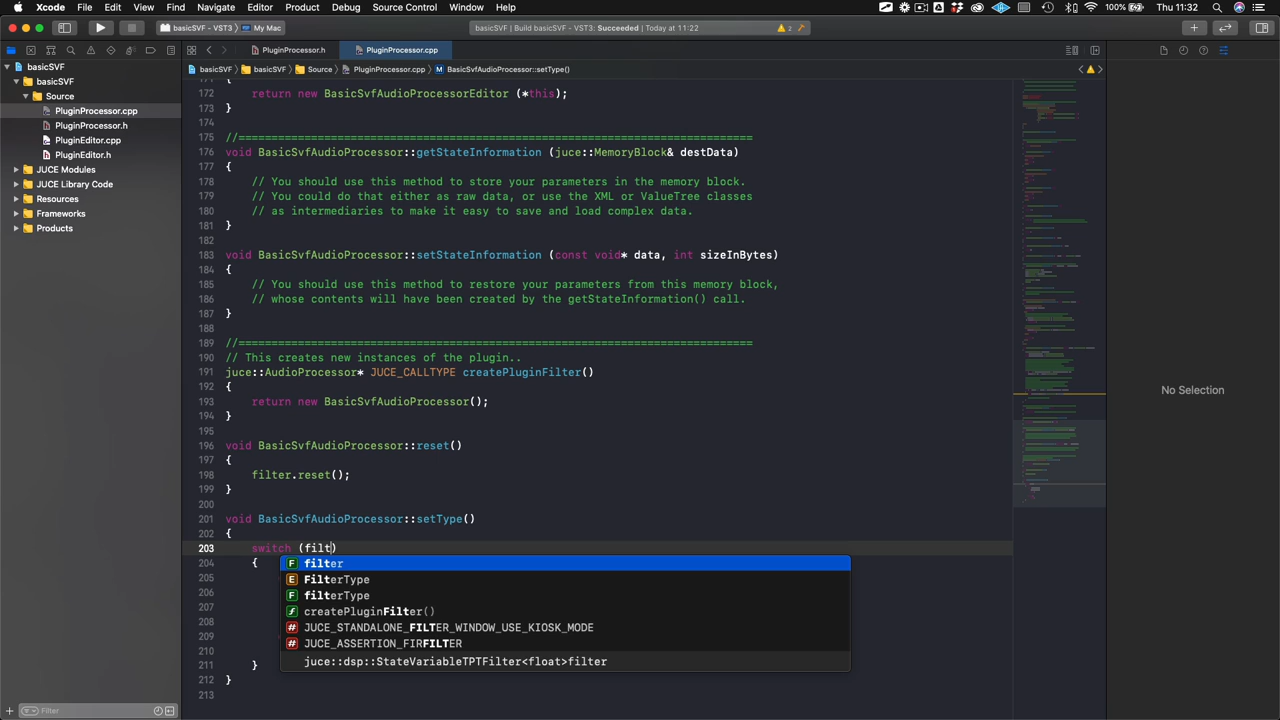 Xcode File Edit View Find Navigate Editor Product Debug Source Control Window Help 100% Thu 11:32
basicSVF - VST3 My Mac
basicSVF | Build basicSVF - VST3: Succeeded | Today at 11:22 2
PluginProcessor.h PluginProcessor.cpp
basicSVF basicSVF Source PluginProcessor.cpp M BasicSvfAudioProcessor::setType()
basicSVF
basicSVF
Source
PluginProcessor.cpp
PluginProcessor.h
PluginEditor.cpp
PluginEditor.h
JUCE Modules
JUCE Library Code
Resources
Frameworks
Products
Filter
171 {
172 return new BasicSvfAudioProcessorEditor (*this);
173 }
174
175 //==============================================================================
176 void BasicSvfAudioProcessor::getStateInformation (juce::MemoryBlock& destData)
177 {
178 // You should use this method to store your parameters in the memory block.
179 // You could do that either as raw data, or use the XML or ValueTree classes
180 // as intermediaries to make it easy to save and load complex data.
181 }
182
183 void BasicSvfAudioProcessor::setStateInformation (const void* data, int sizeInBytes)
184 {
185 // You should use this method to restore your parameters from this memory block,
186 // whose contents will have been created by the getStateInformation() call.
187 }
188
189 //==============================================================================
190 // This creates new instances of the plugin..
191 juce::AudioProcessor* JUCE_CALLTYPE createPluginFilter()
192 {
193 return new BasicSvfAudioProcessor();
194 }
195
196 void BasicSvfAudioProcessor::reset()
197 {
198 filter.reset();
199 }
200
201 void BasicSvfAudioProcessor::setType()
202 {
203 switch (filt)
204 {
205
206
207
208
209
210
211 }
212 }
213
F filter
E FilterType
F filterType
f createPluginFilter()
# JUCE_STANDALONE_FILTER_WINDOW_USE_KIOSK_MODE
# JUCE_ASSERTION_FIRFILTER
juce::dsp::StateVariableTPTFilter<float>filter
No Selection